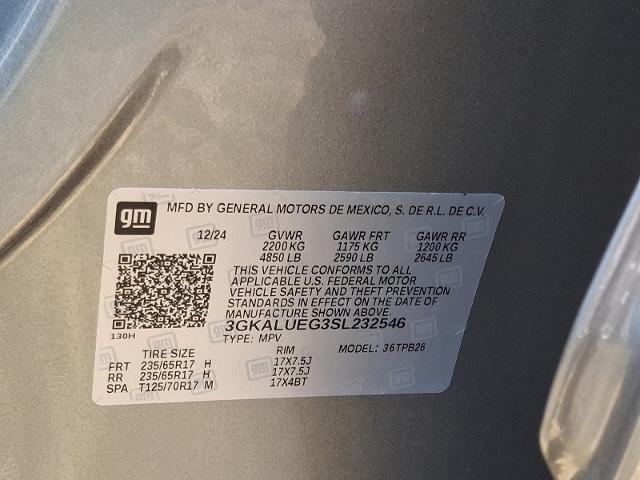 gm MFD BY GENERAL MOTORS DE MEXICO, S. DE R.L. DE C.V.
12/24 GVWR GAWR FRT GAWR RR
2200 KG 1175 KG 1200 KG
4850 LB 2590 LB 2645 LB
THIS VEHICLE CONFORMS TO ALL
APPLICABLE U.S. FEDERAL MOTOR
VEHICLE SAFETY AND THEFT PREVENTION
STANDARDS IN EFFECT ON THE DATE OF
MANUFACTURE SHOWN ABOVE.
3GKALUEG3SL232546
130H TYPE: MPV MODEL: 36TPB26
TIRE SIZE RIM
FRT 235/65R17 H 17X7.5J
RR 235/65R17 H 17X7.5J
SPA T125/70R17 M 17X4BT